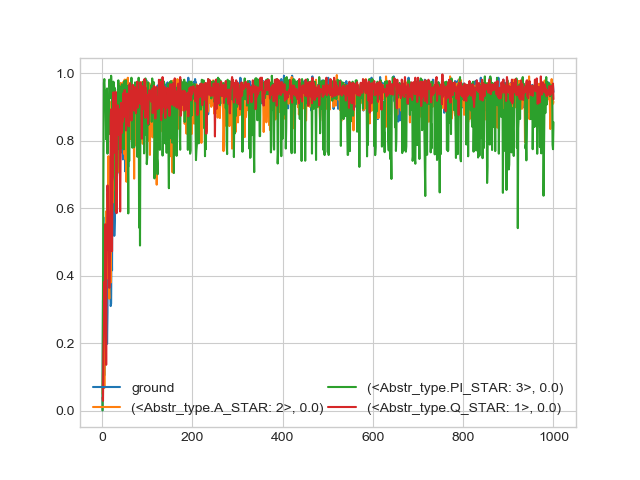 1.0
0.8
0.6
0.4
0.2
0.0
ground
(<Abstr_type.A_STAR: 2>, 0.0)
(<Abstr_type.PI_STAR: 3>, 0.0)
(<Abstr_type.Q_STAR: 1>, 0.0)
0 200 400 600 800 1000